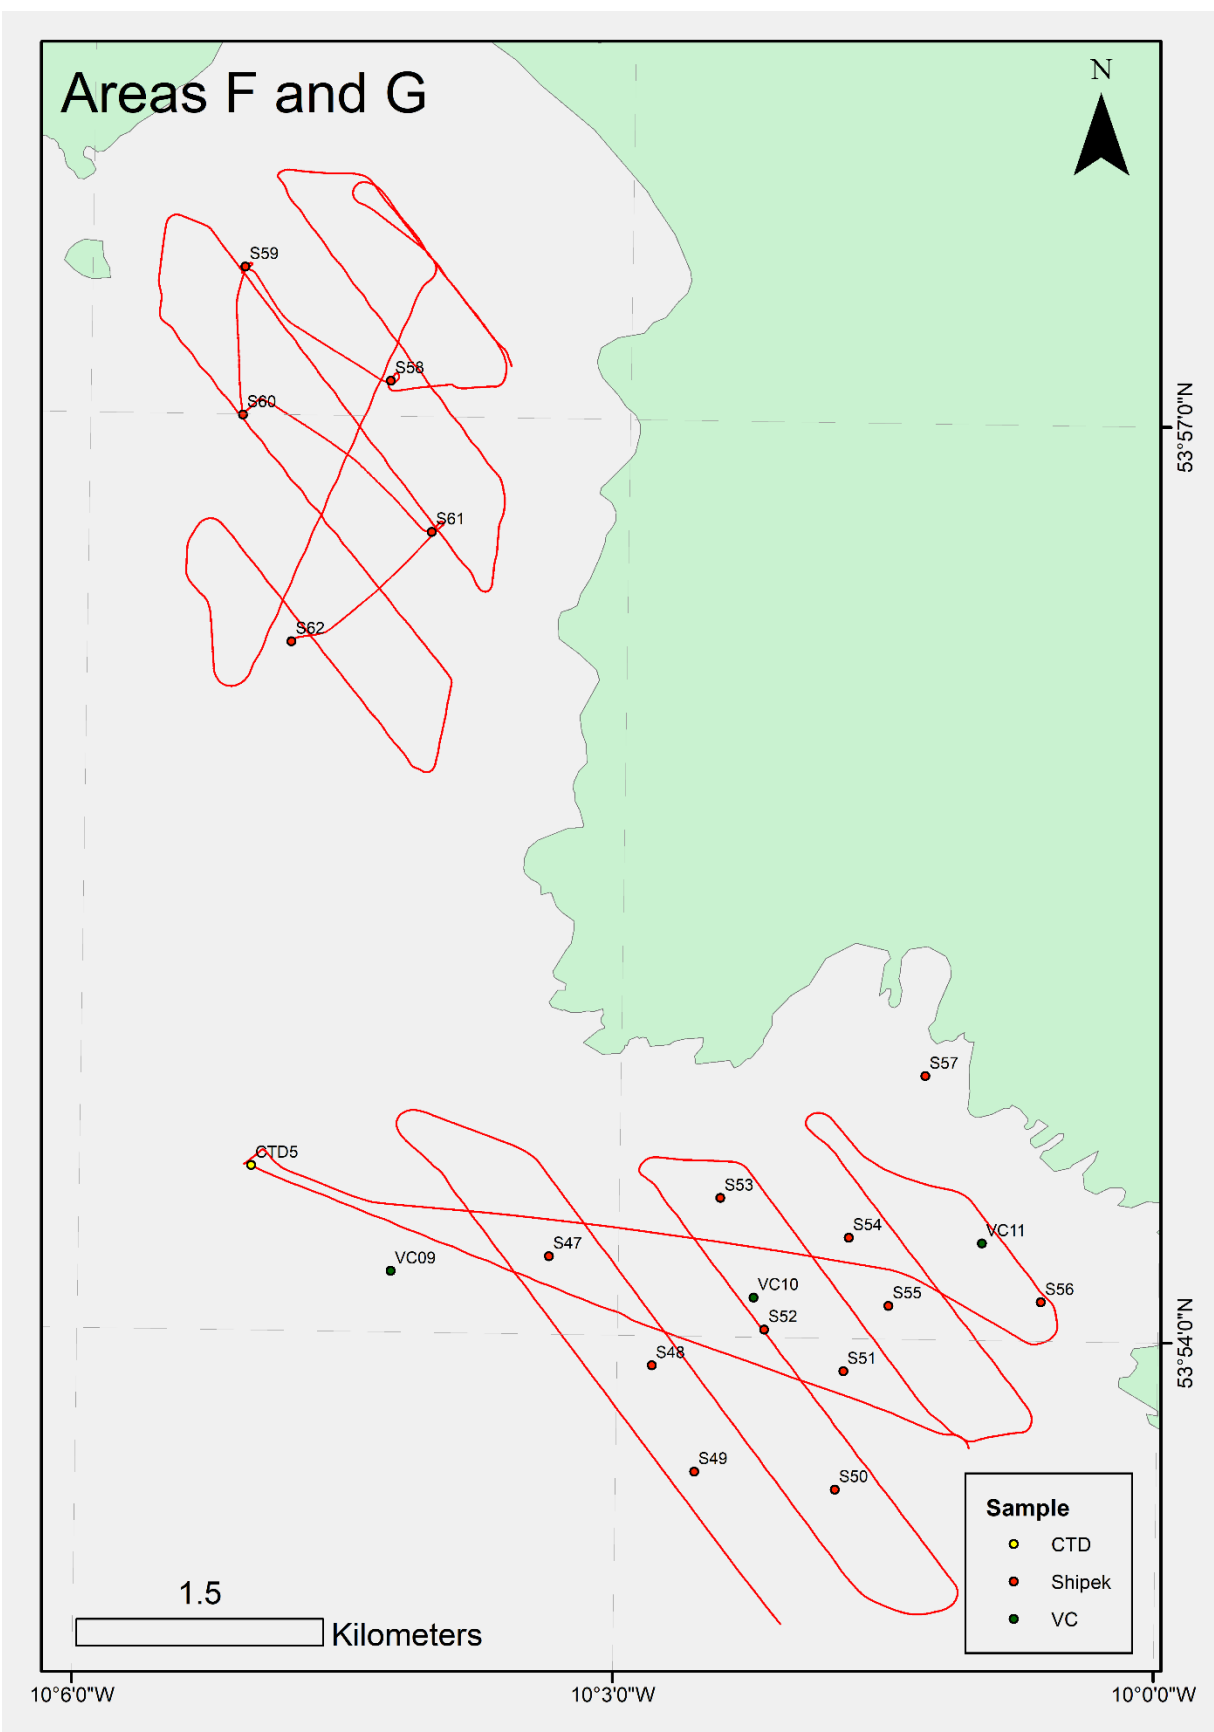 Areas F and G
N
S59
S58
S60
53°57'0"N
S61
S62
S57
CTD5
S53
S54
VC11
S47
VC09
VC10
S56
S55
S52
53°54'0"N
S48
S51
S49
S50
Sample
CTD
Shipek
VC
1.5
Kilometers
10°6'0"W
10°3'0"W
10°0'0"W